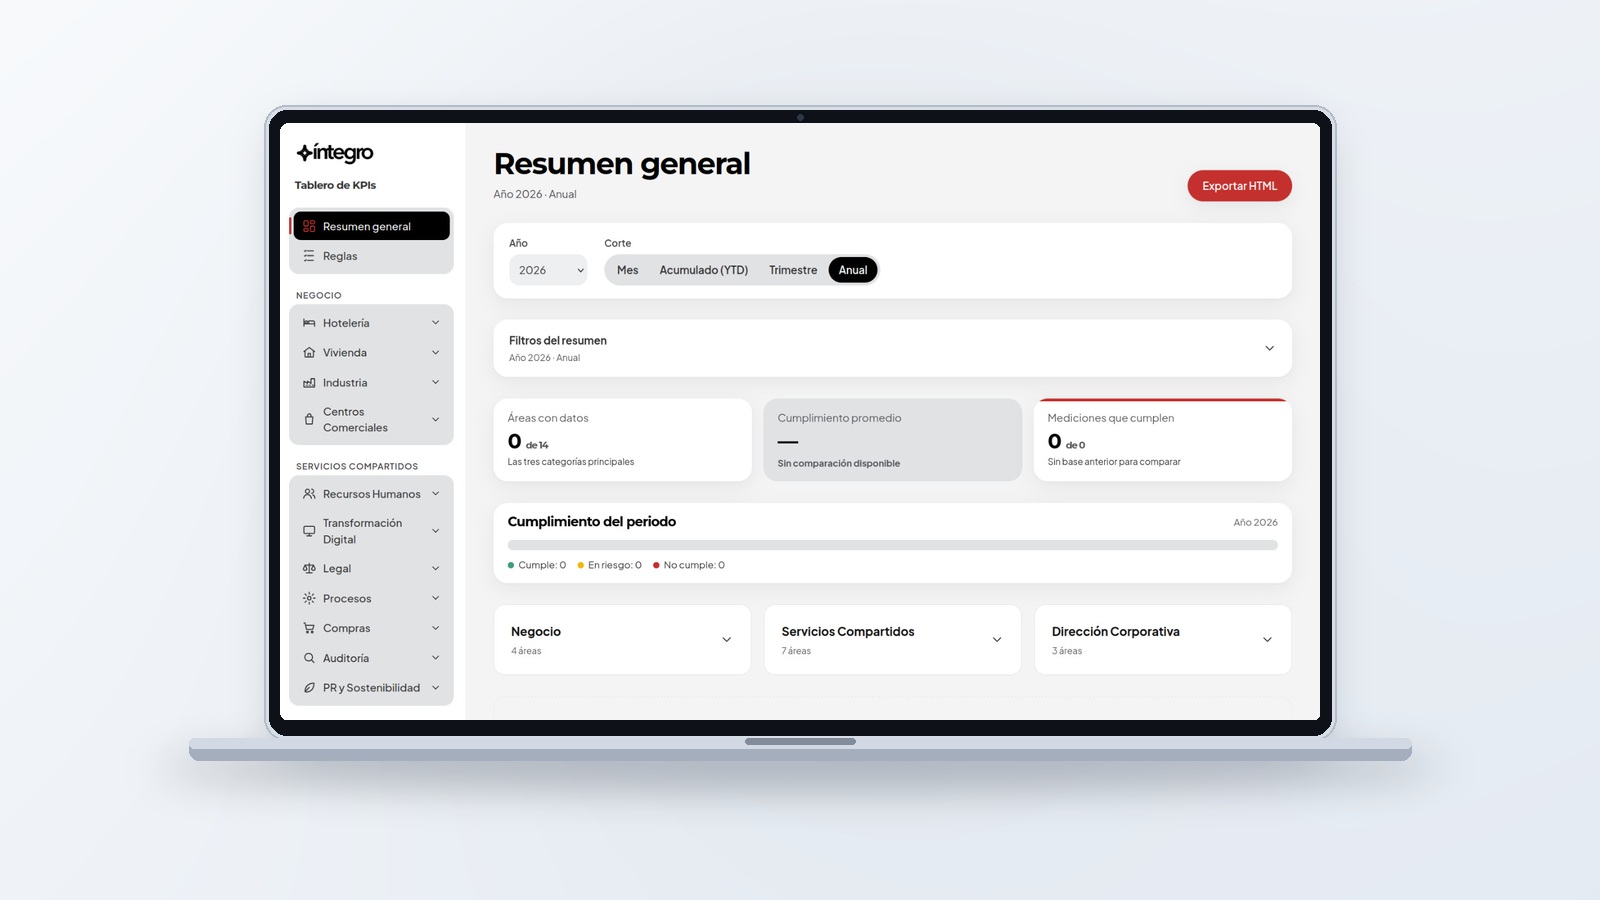 íntegro
Tablero de KPIs
Resumen general
Reglas
NEGOCIO
Hotelería
Vivienda
Industria
Centros
Comerciales
SERVICIOS COMPARTIDOS
Recursos Humanos
Transformación
Digital
Legal
Procesos
Compras
Auditoría
PR y Sostenibilidad
Resumen general
Año 2026 · Anual
Exportar HTML
Año
Corte
2026
Mes Acumulado (YTD) Trimestre Anual
Filtros del resumen
Año 2026 · Anual
Áreas con datos
0 de 14
Las tres categorías principales
Cumplimiento promedio
—
Sin comparación disponible
Mediciones que cumplen
0 de 0
Sin base anterior para comparar
Cumplimiento del periodo
Año 2026
Cumple: 0 En riesgo: 0 No cumple: 0
Negocio
4 áreas
Servicios Compartidos
7 áreas
Dirección Corporativa
3 áreas